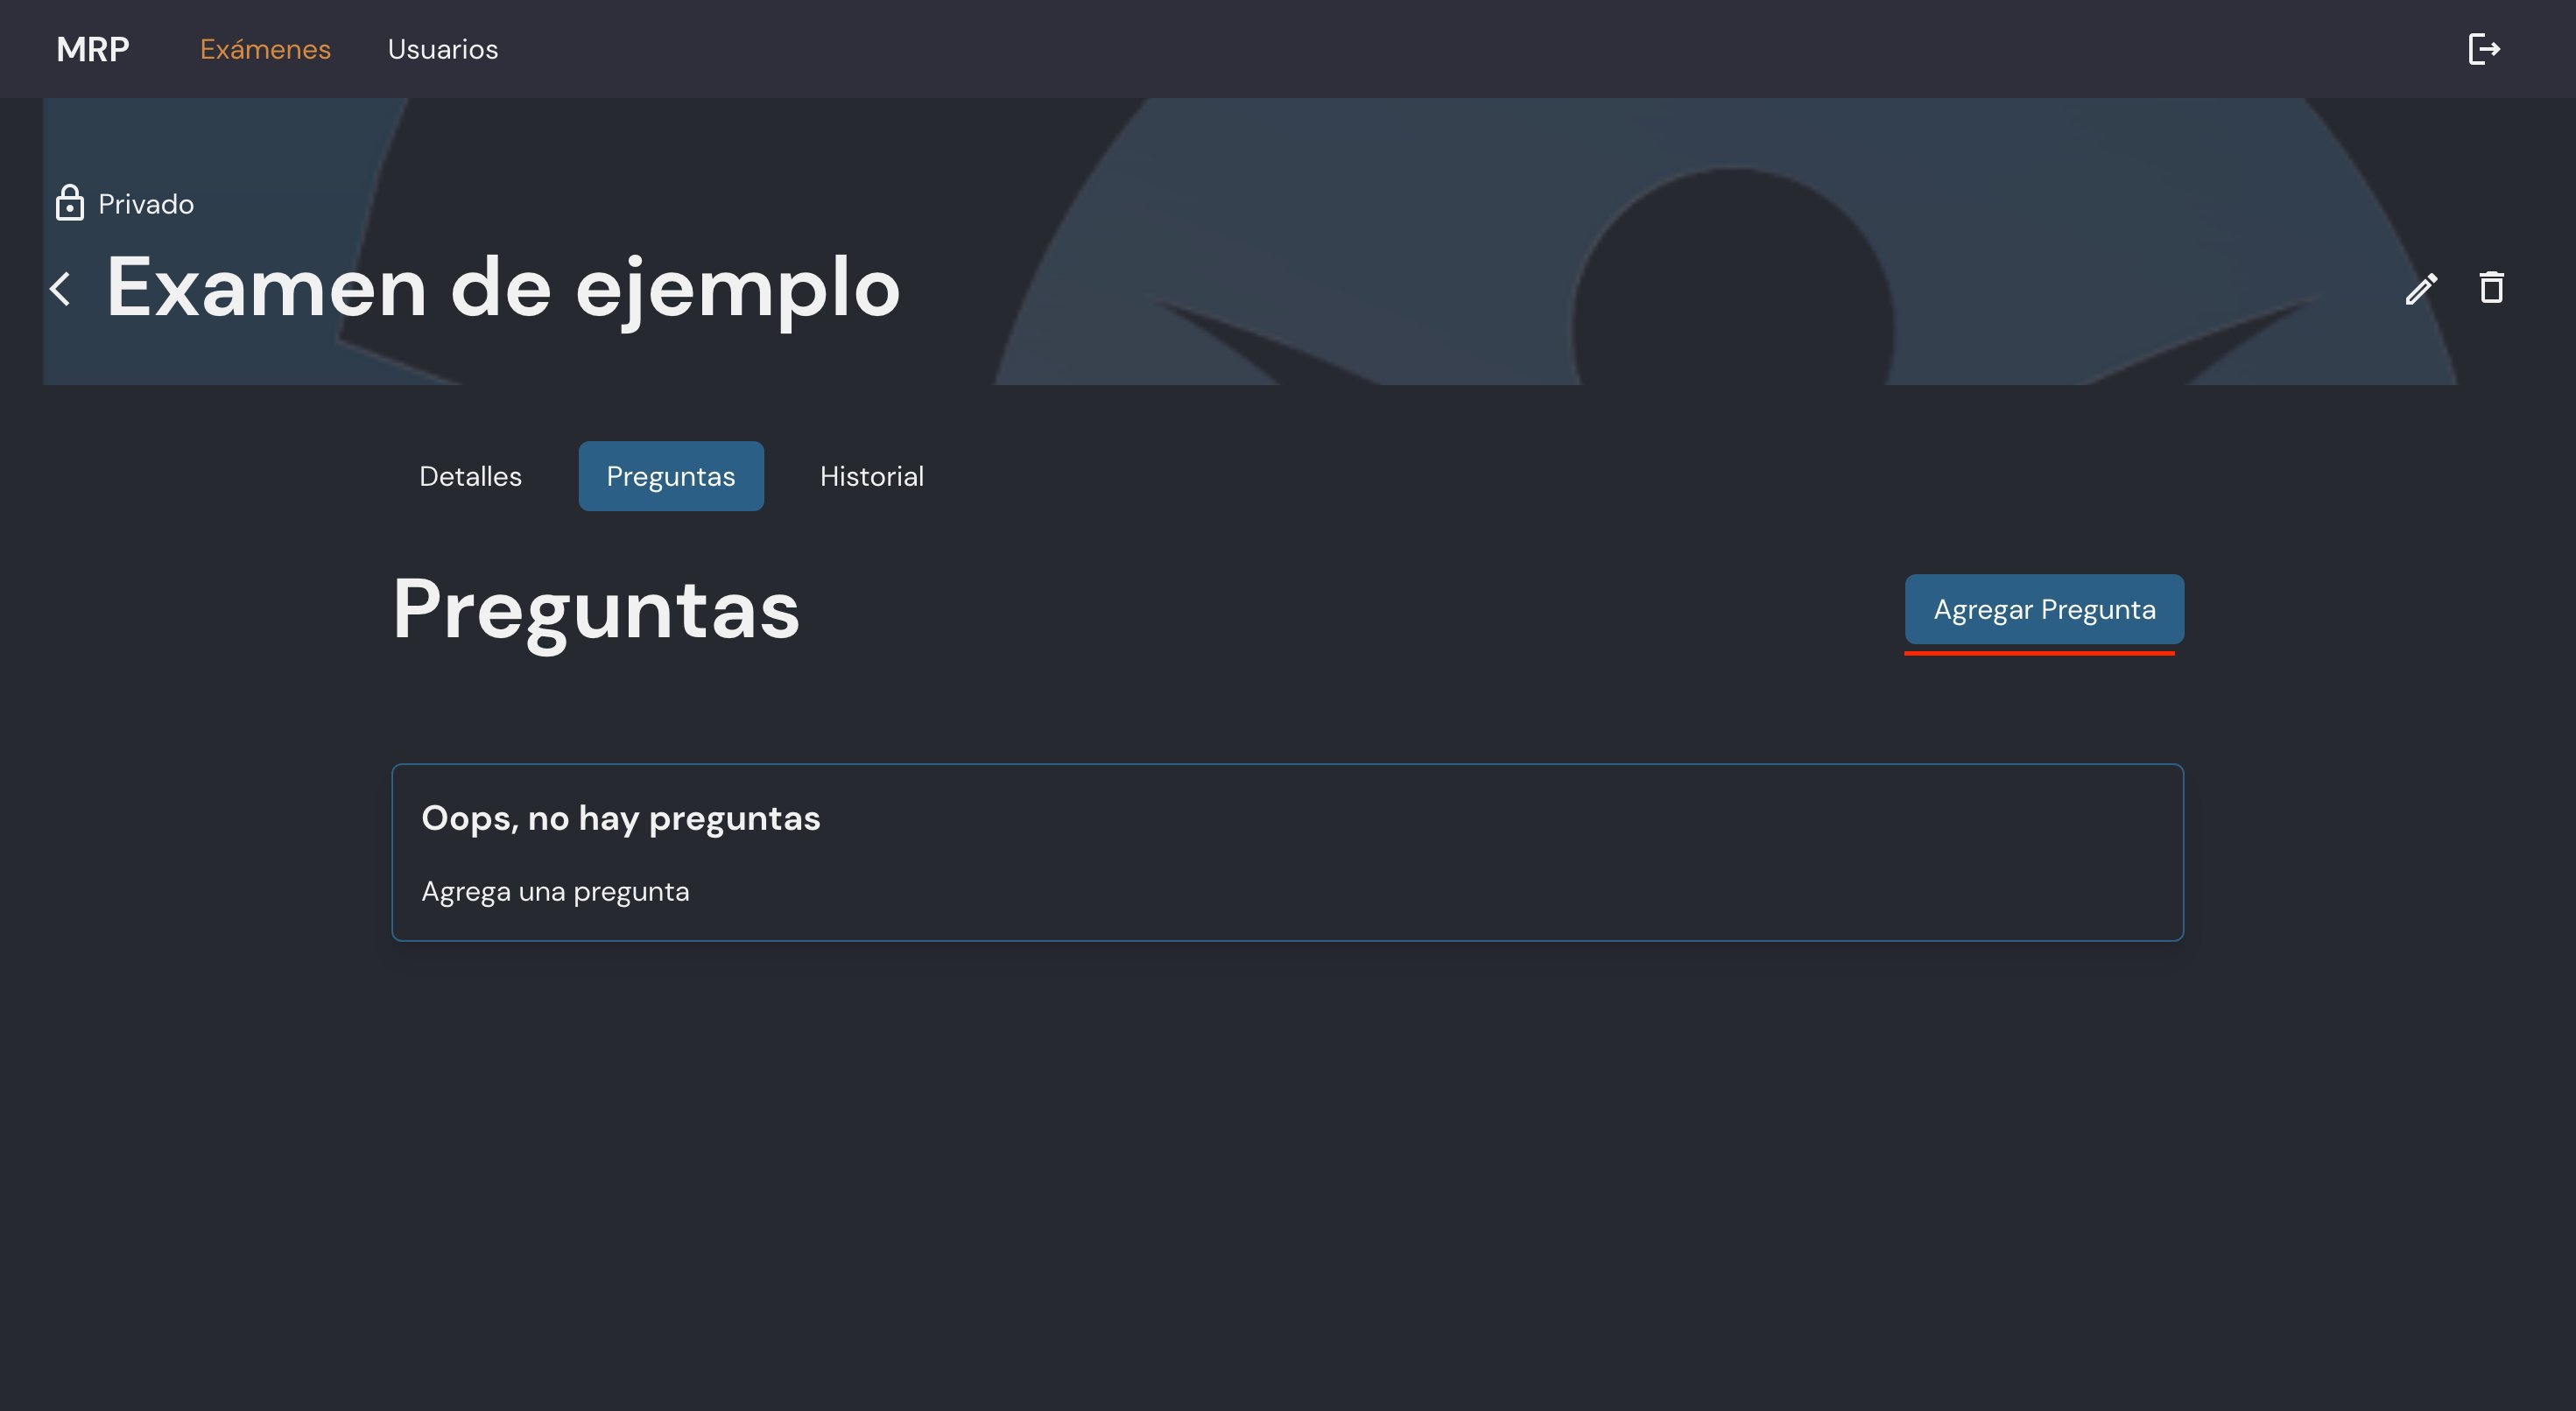 MRP Exámenes Usuarios
Privado
Examen de ejemplo
Detalles Preguntas Historial
Preguntas Agregar Pregunta
Oops, no hay preguntas
Agrega una pregunta